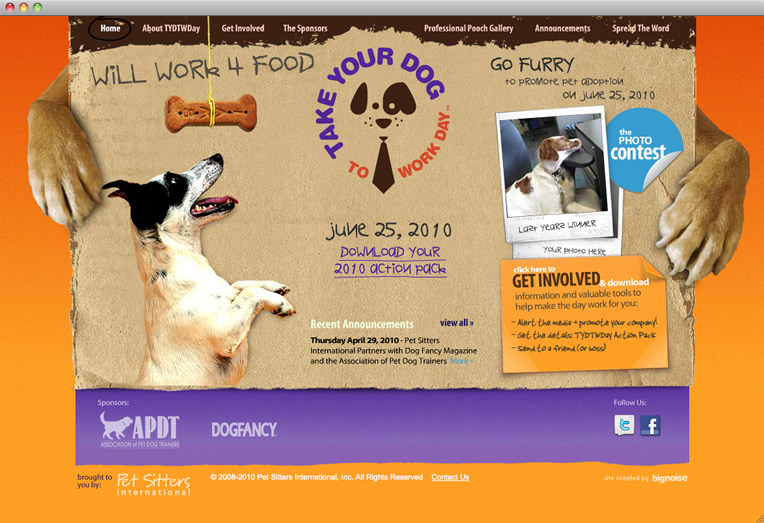 Home
About TYDTWDay
Get Involved
The Sponsors
Professional Pooch Gallery
Announcements
Spread The Word
WiLL WORK 4 FOOD
TAKE YOUR DOG
TO WORK DAY™
GO FURRY
to promote pet adoption
on june 25, 2010
the
PHOTO
contest
LAST YEARS WINNER
YOUR PHOTO HERE
june 25, 2010
DOWNLOAD YOUR
2010 action pack
click here to
GET INVOLVED & download
information and valuable tools to
help make the day work for you:
- Alert the media + promote your company!
- Get the details: TYDTWDay Action Pack
- Send to a friend (or boss)
Recent Announcements
view all »
Thursday April 29, 2010 - Pet Sitters
International Partners with Dog Fancy Magazine
and the Association of Pet Dog Trainers More »
Sponsors:
APDT
ASSOCIATION of PET DOG TRAINERS
DOGFANCY
Follow Us:
t
f
brought to
you by:
Pet Sitters
International
© 2008-2010 Pet Sitters International, Inc. All Rights Reserved
Contact Us
site created by bignoise